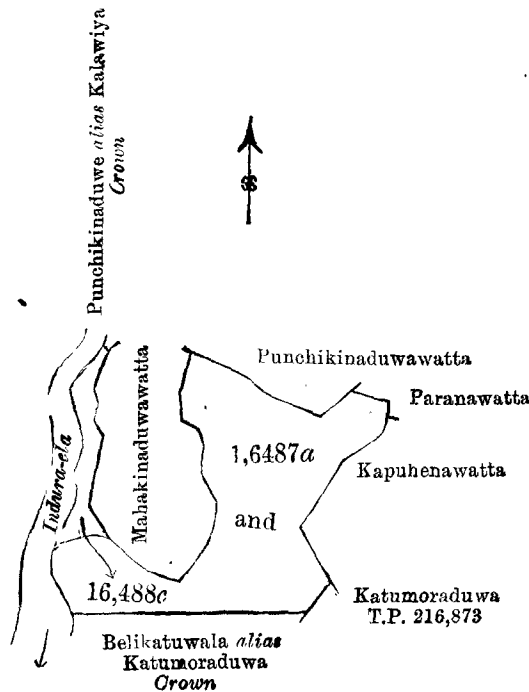 Punchikinaduwe alias Kalawiya
Crown
Punchikinaduwawatta
Paranawatta
Mahakinaduwawatta
1,6487a
Kapuhenawatta
Indura-ela
and
16,488c
Katumoraduwa
T.P. 216,873
Belikatuwala alias
Katumoraduwa
Crown